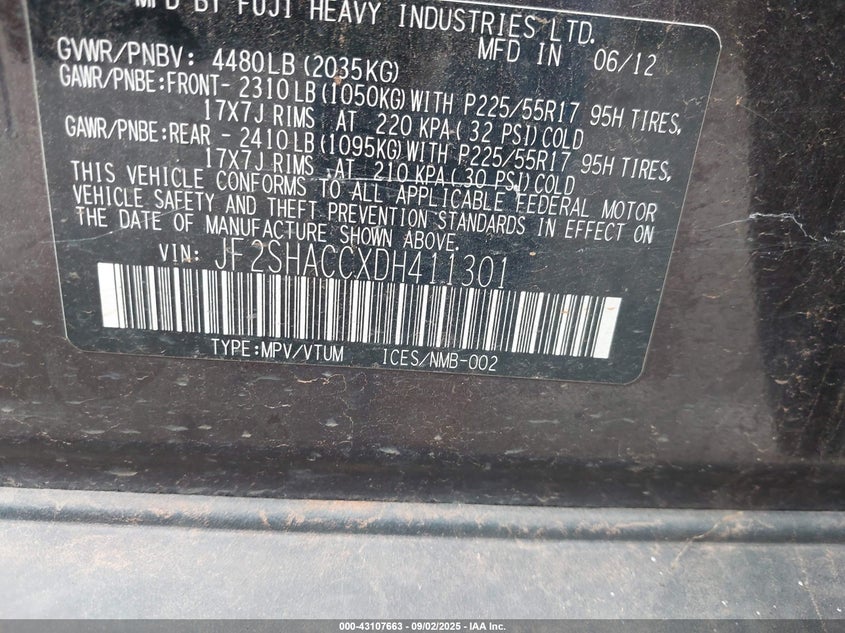 MFD BY FUJI HEAVY INDUSTRIES LTD.
MFD IN 06/12
GVWR/PNBV: 4480LB (2035KG)
GAWR/PNBE:FRONT- 2310LB (1050KG) WITH P225/55R17 95H TIRES,
17X7J RIMS AT 220 KPA( 32 PSI) COLD
GAWR/PNBE:REAR - 2410LB (1095KG) WITH P225/55R17 95H TIRES,
17X7J RIMS AT 210 KPA (30 PSI) COLD
THIS VEHICLE CONFORMS TO ALL APPLICABLE FEDERAL MOTOR
VEHICLE SAFETY AND THEFT PREVENTION STANDARDS IN EFFECT ON
THE DATE OF MANUFACTURE SHOWN ABOVE.
VIN: JF2SHACCXDH411301
TYPE:MPV/VTUM ICES/NMB-002
000-43107663 - 09/02/2025 - IAA Inc.